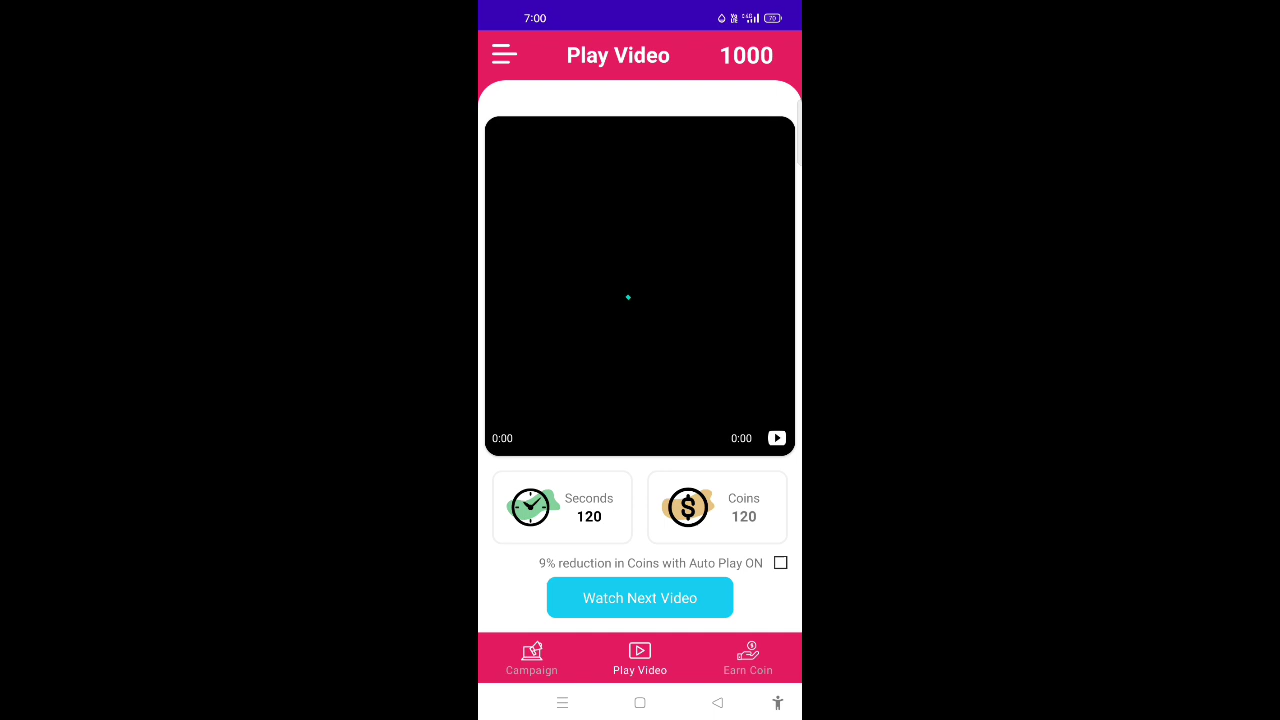 7:00
70
Play Video 1000
0:00 0:00
Seconds
120
Coins
120
9% reduction in Coins with Auto Play ON
Watch Next Video
Campaign Play Video Earn Coin